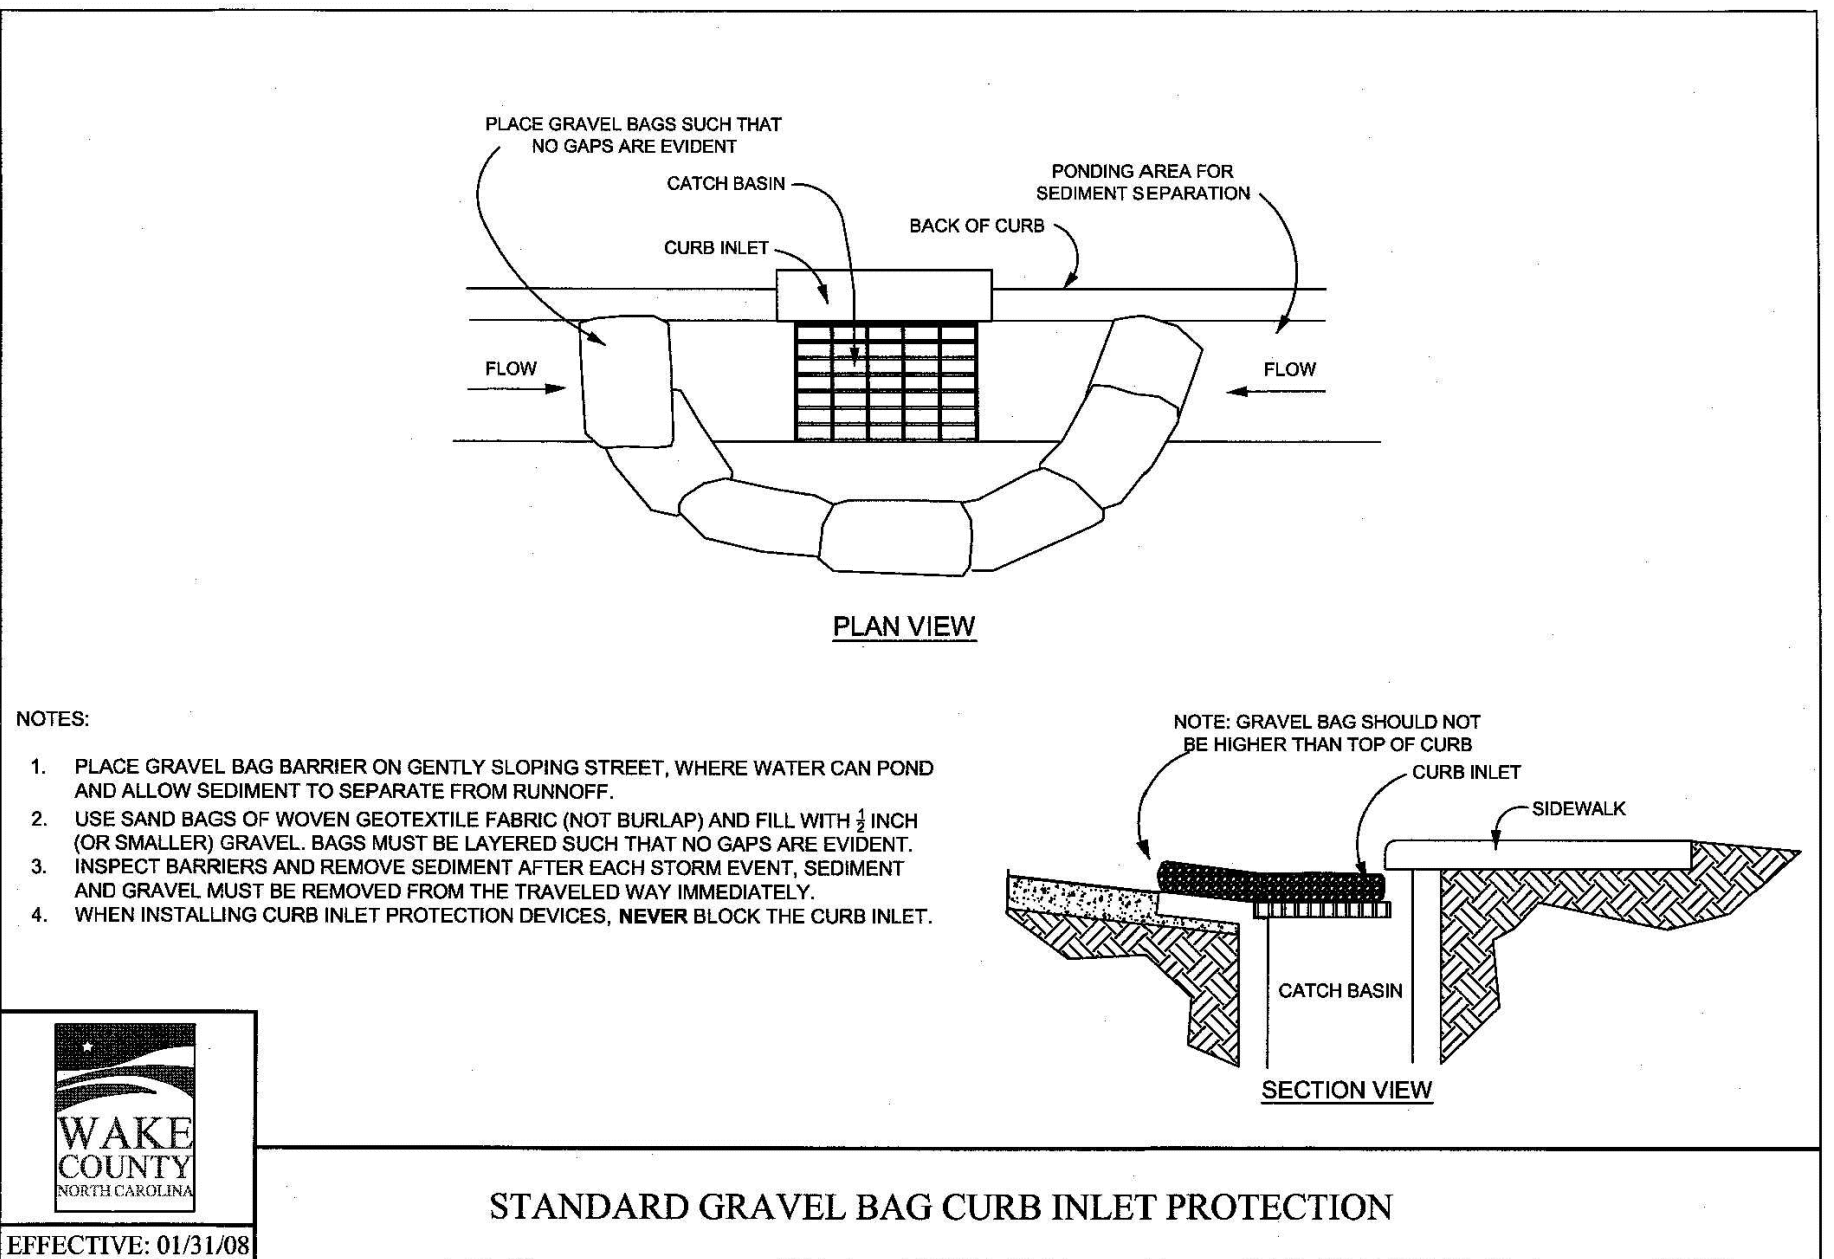 PLACE GRAVEL BAGS SUCH THAT
NO GAPS ARE EVIDENT
CATCH BASIN
CURB INLET
BACK OF CURB
PONDING AREA FOR
SEDIMENT SEPARATION
FLOW
FLOW
PLAN VIEW
NOTES:
1. PLACE GRAVEL BAG BARRIER ON GENTLY SLOPING STREET, WHERE WATER CAN POND
AND ALLOW SEDIMENT TO SEPARATE FROM RUNNOFF.
2. USE SAND BAGS OF WOVEN GEOTEXTILE FABRIC (NOT BURLAP) AND FILL WITH ½ INCH
(OR SMALLER) GRAVEL. BAGS MUST BE LAYERED SUCH THAT NO GAPS ARE EVIDENT.
3. INSPECT BARRIERS AND REMOVE SEDIMENT AFTER EACH STORM EVENT, SEDIMENT
AND GRAVEL MUST BE REMOVED FROM THE TRAVELED WAY IMMEDIATELY.
4. WHEN INSTALLING CURB INLET PROTECTION DEVICES, NEVER BLOCK THE CURB INLET.
NOTE: GRAVEL BAG SHOULD NOT
BE HIGHER THAN TOP OF CURB
CURB INLET
SIDEWALK
CATCH BASIN
SECTION VIEW
WAKE
COUNTY
NORTH CAROLINA
EFFECTIVE: 01/31/08
STANDARD GRAVEL BAG CURB INLET PROTECTION